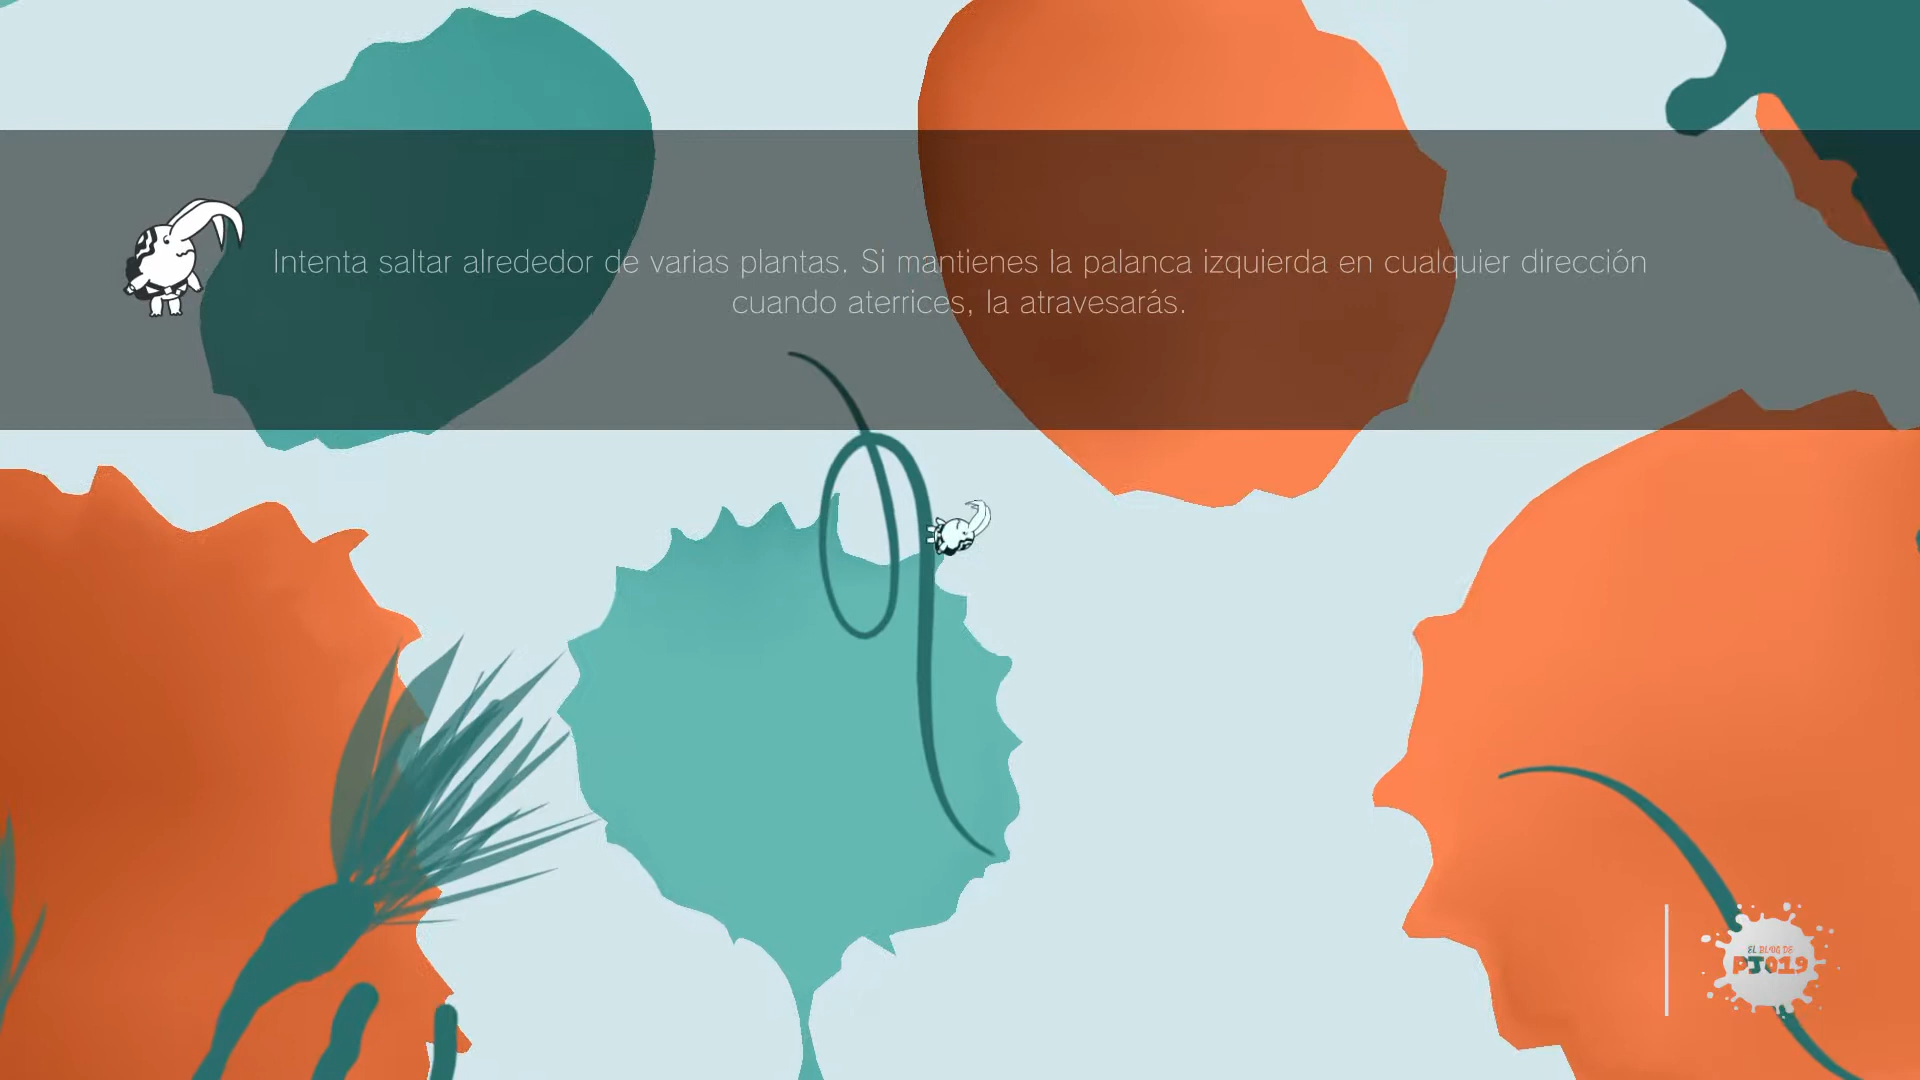 Intenta saltar alrededor de varias plantas. Si mantienes la palanca izquierda en cualquier dirección
cuando aterrices, la atravesarás.
EL BLOG DE
PJ019